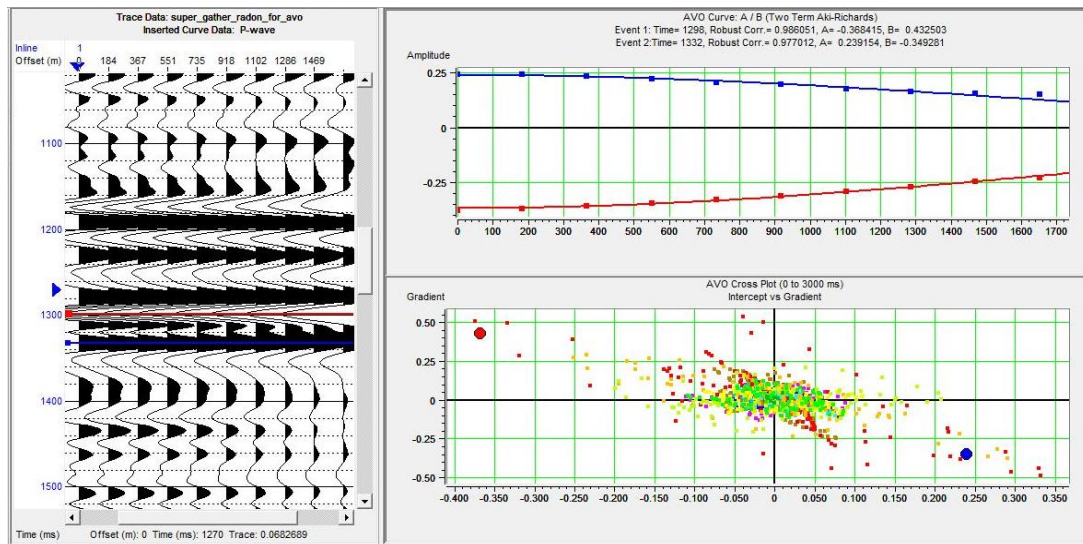 Trace Data: super_gather_radon_for_avo
Inserted Curve Data: P-wave
Inline 1
Offset (m) 0 184 367 551 735 918 1102 1286 1469
1100
1200
1300
1400
1500
Time (ms) Offset (m): 0 Time (ms): 1270 Trace: 0.0682689
AVO Curve: A / B (Two Term Aki-Richards)
Event 1: Time= 1298, Robust Corr.= 0.986051, A= -0.368415, B= 0.432503
Event 2:Time= 1332, Robust Corr.= 0.977012, A= 0.239154, B= -0.349281
Amplitude
0.25
0
-0.25
0 100 200 300 400 500 600 700 800 900 1000 1100 1200 1300 1400 1500 1600 1700
AVO Cross Plot (0 to 3000 ms)
Gradient Intercept vs Gradient
0.50
0.25
0
-0.25
-0.50
-0.400 -0.350 -0.300 -0.250 -0.200 -0.150 -0.100 -0.050 0 0.050 0.100 0.150 0.200 0.250 0.300 0.350